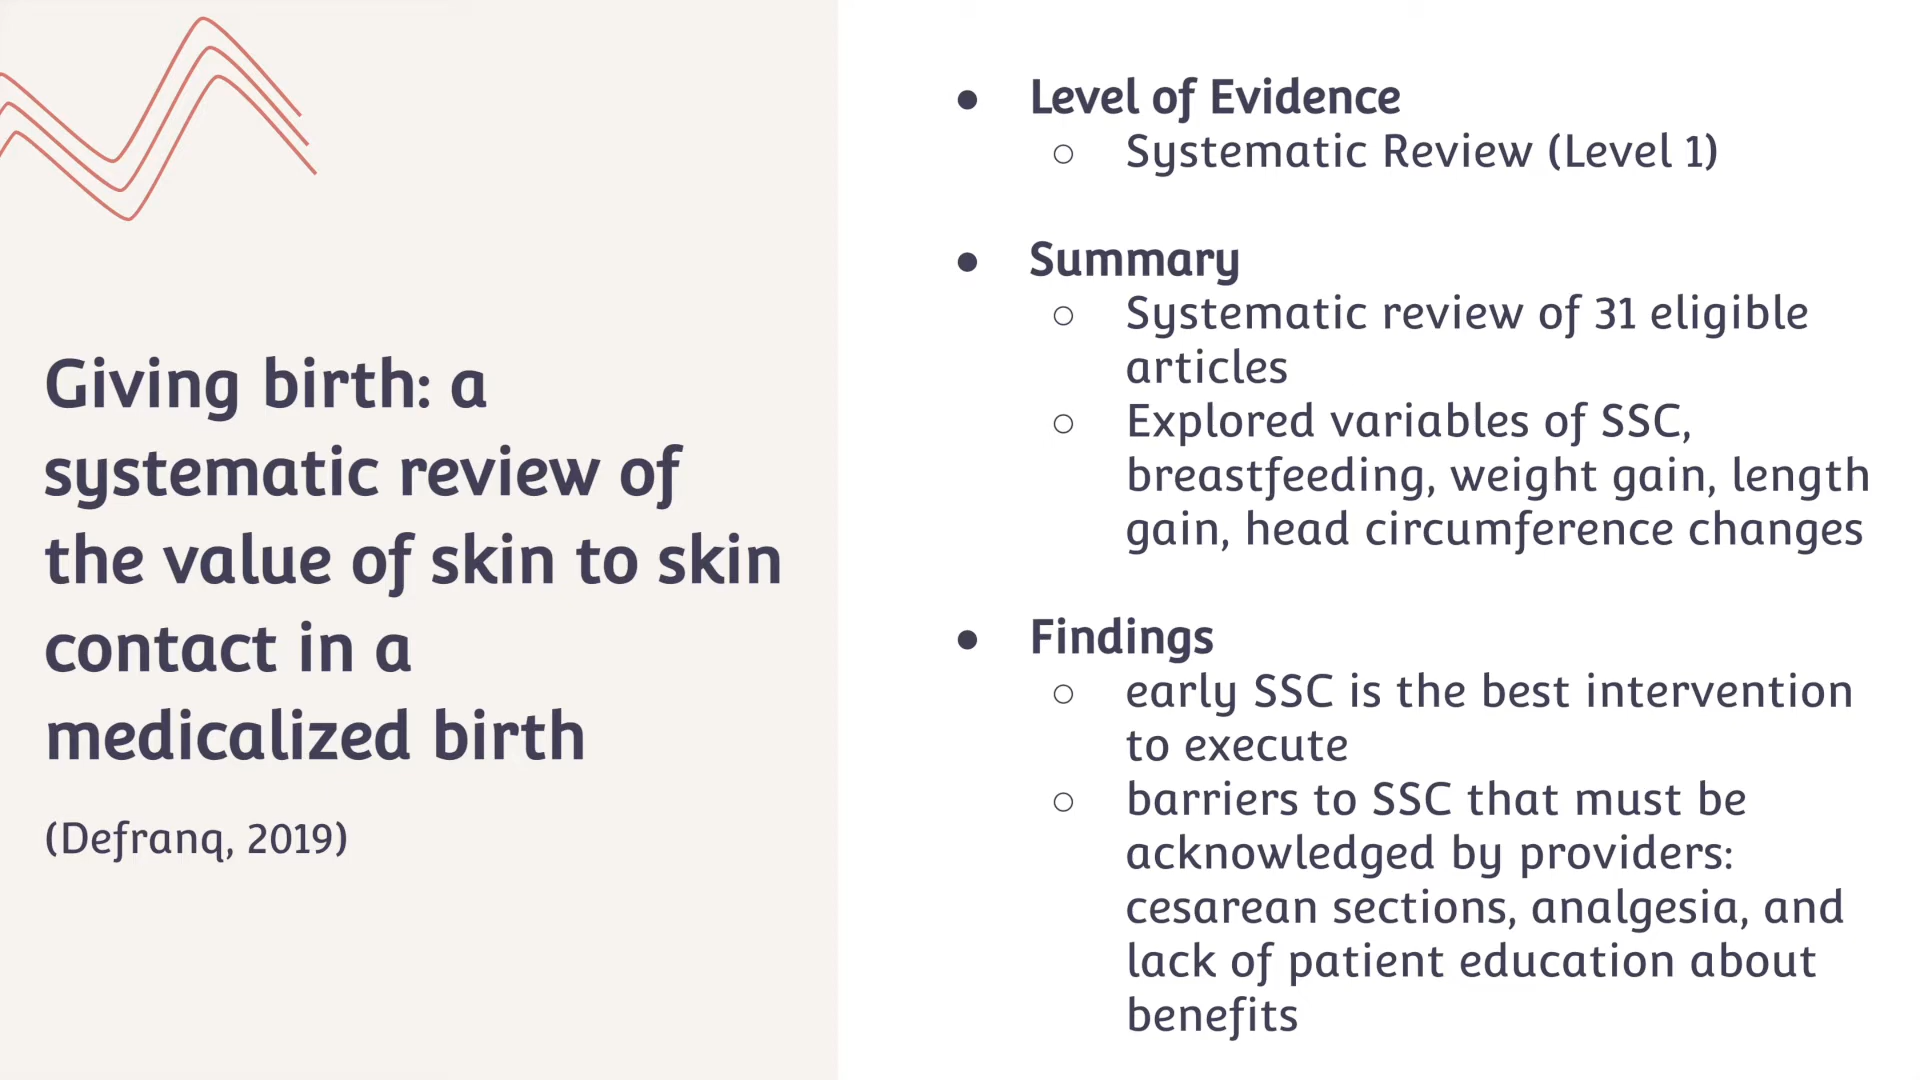 Giving birth: a
systematic review of
the value of skin to skin
contact in a
medicalized birth
(Defranq, 2019)
● Level of Evidence
○ Systematic Review (Level 1)
● Summary
○ Systematic review of 31 eligible
articles
○ Explored variables of SSC,
breastfeeding, weight gain, length
gain, head circumference changes
● Findings
○ early SSC is the best intervention
to execute
○ barriers to SSC that must be
acknowledged by providers:
cesarean sections, analgesia, and
lack of patient education about
benefits